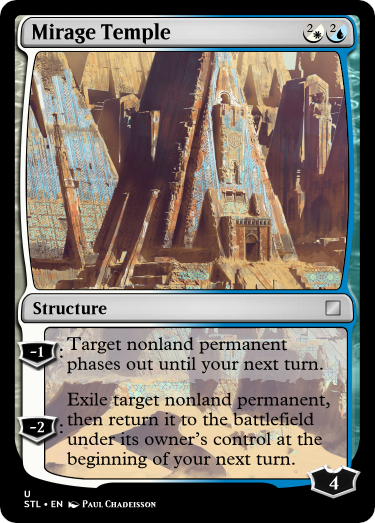 Mirage Temple 2 2
Structure
-1 : Target nonland permanent
phases out until your next turn.
Exile target nonland permanent,
-2 : then return it to the battlefield
under its owner's control at the
beginning of your next turn.
4
U
STL • EN Paul Chadeisson